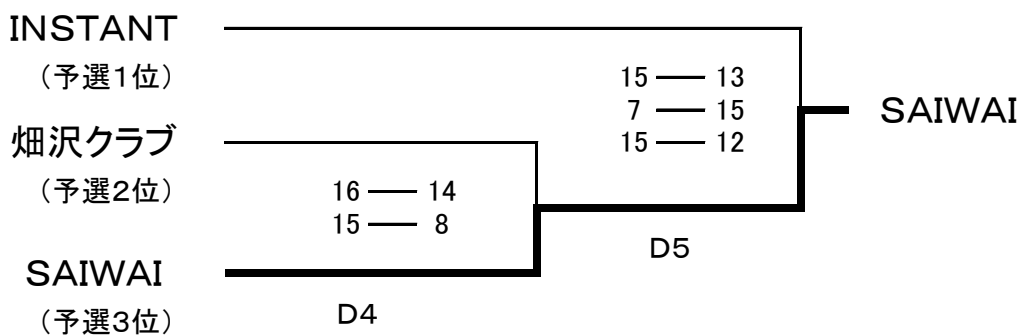 INSTANT
（予選1位）
15 ― 13
7 ― 15
15 ― 12
SAIWAI
畑沢クラブ
（予選2位）
16 ― 14
15 ― 8
D5
SAIWAI
（予選3位）
D4